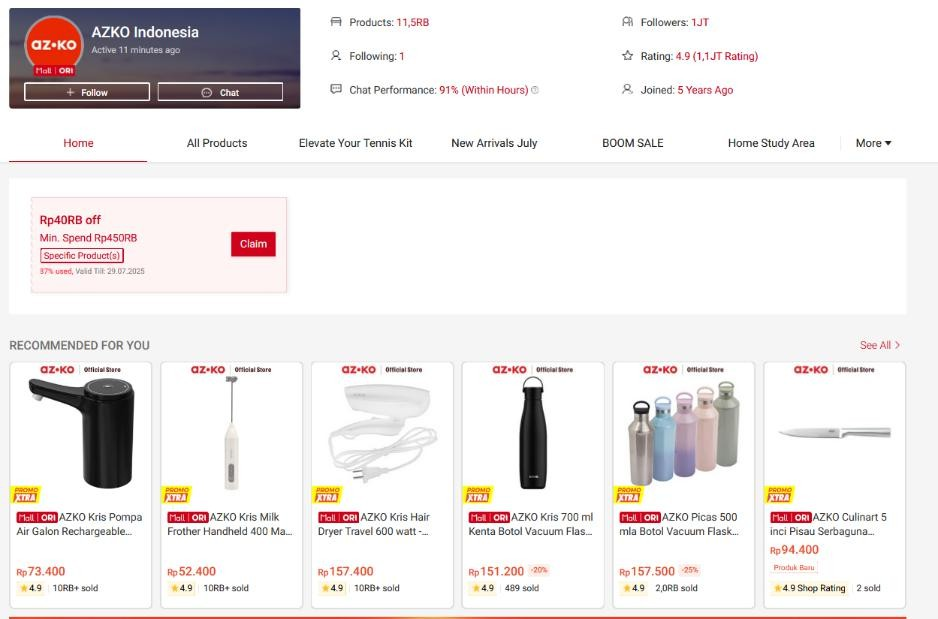 AZKO Indonesia
Active 11 minutes ago
az•ko
Mall | ORI
+ Follow
Chat
Products: 11,5RB
Following: 1
Chat Performance: 91% (Within Hours)
Followers: 1JT
Rating: 4.9 (1,1JT Rating)
Joined: 5 Years Ago
Home
All Products
Elevate Your Tennis Kit
New Arrivals July
BOOM SALE
Home Study Area
More
Rp40RB off
Min. Spend Rp450RB
Specific Product(s)
37% used, Valid Till: 29.07.2025
Claim
RECOMMENDED FOR YOU
See All >
az•ko | Official Store
PROMO XTRA
Mall | ORI AZKO Kris Pompa
Air Galon Rechargeable...
Rp73.400
4.9 | 10RB+ sold
az•ko | Official Store
PROMO XTRA
Mall | ORI AZKO Kris Milk
Frother Handheld 400 Ma...
Rp52.400
4.9 | 10RB+ sold
az•ko | Official Store
PROMO XTRA
Mall | ORI AZKO Kris Hair
Dryer Travel 600 watt -...
Rp157.400
4.9 | 10RB+ sold
az•ko | Official Store
PROMO XTRA
Mall | ORI AZKO Kris 700 ml
Kenta Botol Vacuum Flas...
Rp151.200 -20%
4.9 | 489 sold
az•ko | Official Store
PROMO XTRA
Mall | ORI AZKO Picas 500
mla Botol Vacuum Flask...
Rp157.500 -25%
4.9 | 2,0RB sold
az•ko | Official Store
PROMO XTRA
Mall | ORI AZKO Culinart 5
inci Pisau Serbaguna...
Rp94.400
Produk Baru
4.9 Shop Rating | 2 sold